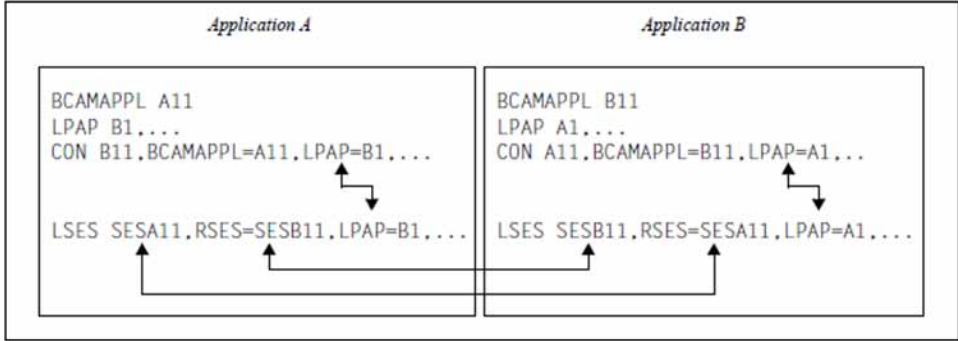 Application A
BCAMAPPL A11
LPAP B1,...
CON B11,BCAMAPPL=A11,LPAP=B1,...
LSES SESA11,RSES=SESB11,LPAP=B1,...
Application B
BCAMAPPL B11
LPAP A1,...
CON A11,BCAMAPPL=B11,LPAP=A1,..
LSES SESB11,RSES=SESA11,LPAP=A1,...